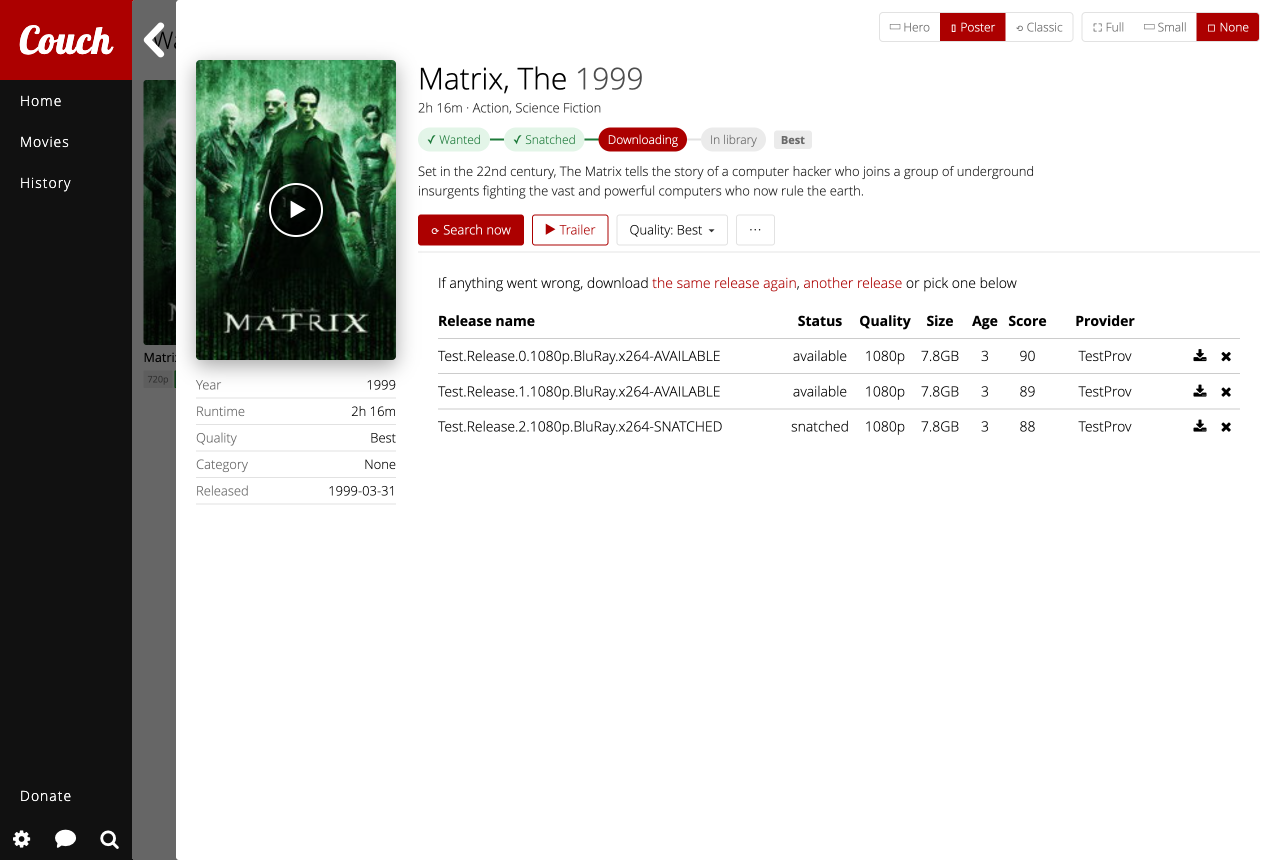 Couch
Wa
Hero Poster Classic Full Small None
Home
Movies
History
Donate
Matri
720p
MATRIX
Matrix, The 1999
2h 16m · Action, Science Fiction
✓ Wanted ✓ Snatched Downloading In library Best
Set in the 22nd century, The Matrix tells the story of a computer hacker who joins a group of underground
insurgents fighting the vast and powerful computers who now rule the earth.
Search now Trailer Quality: Best ···
Year 1999
Runtime 2h 16m
Quality Best
Category None
Released 1999-03-31
If anything went wrong, download the same release again, another release or pick one below
Release name Status Quality Size Age Score Provider
Test.Release.0.1080p.BluRay.x264-AVAILABLE available 1080p 7.8GB 3 90 TestProv
Test.Release.1.1080p.BluRay.x264-AVAILABLE available 1080p 7.8GB 3 89 TestProv
Test.Release.2.1080p.BluRay.x264-SNATCHED snatched 1080p 7.8GB 3 88 TestProv